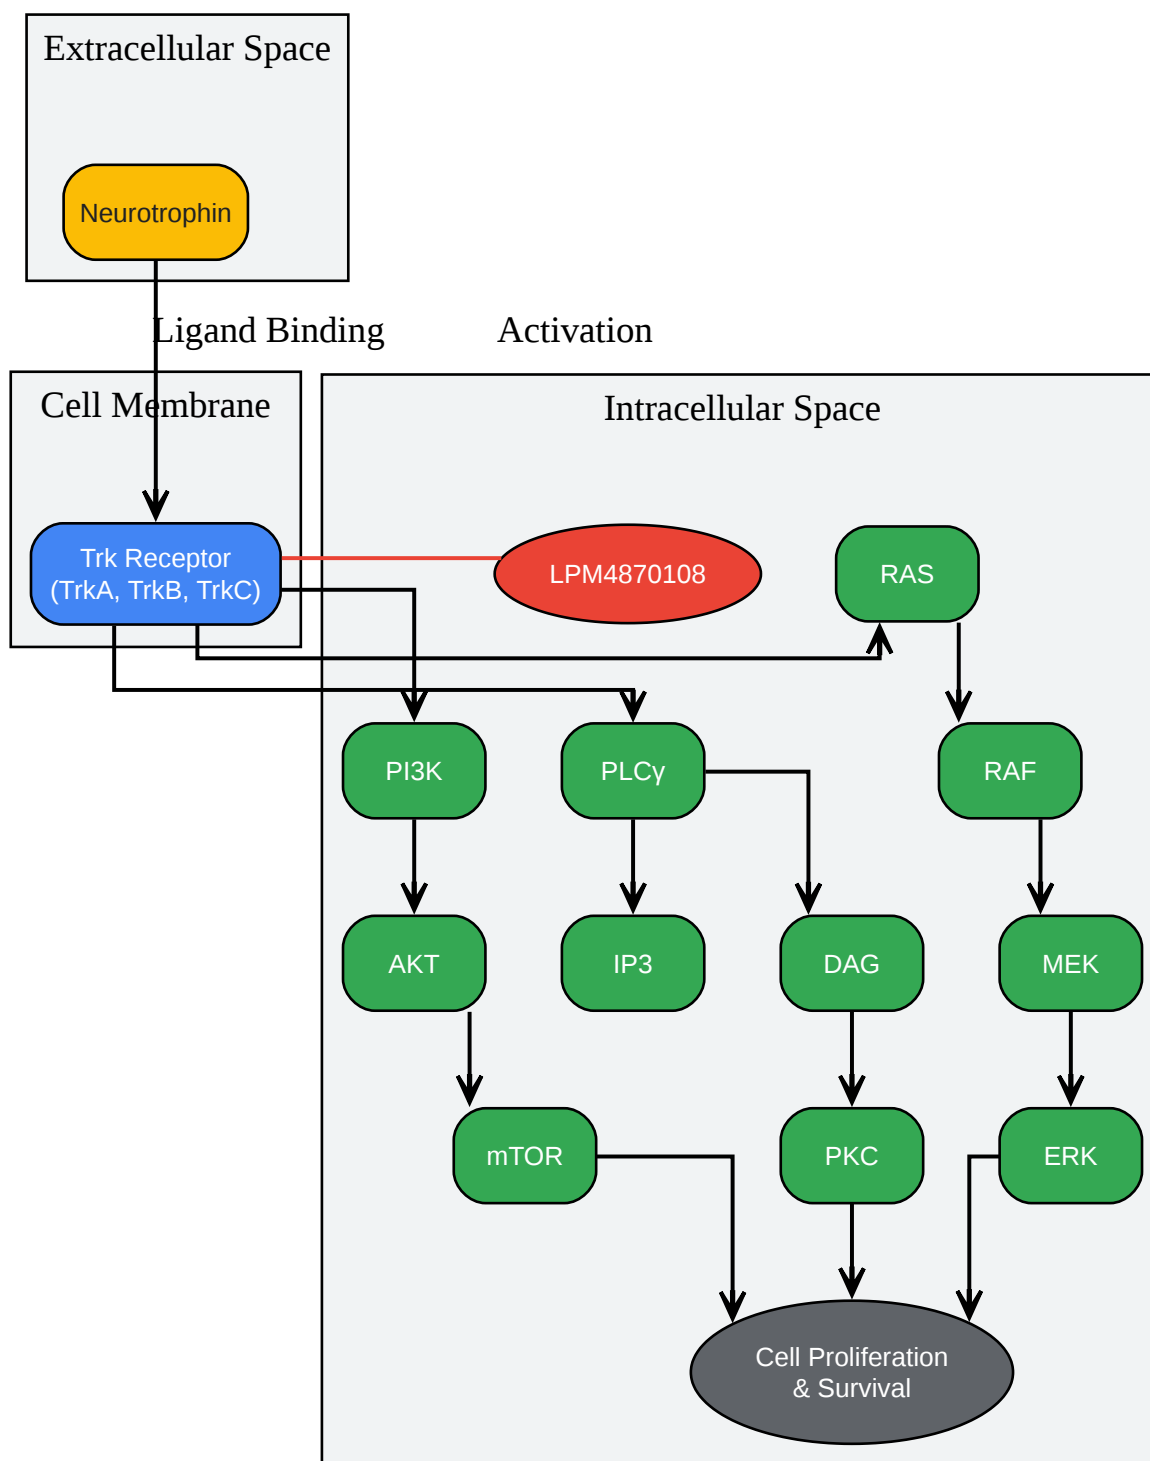 Extracellular Space
Neurotrophin
Ligand Binding
Activation
Cell Membrane
Intracellular Space
Trk Receptor
(TrkA, TrkB, TrkC)
LPM4870108
RAS
PI3K
PLCγ
RAF
AKT
IP3
DAG
MEK
mTOR
PKC
ERK
Cell Proliferation
& Survival